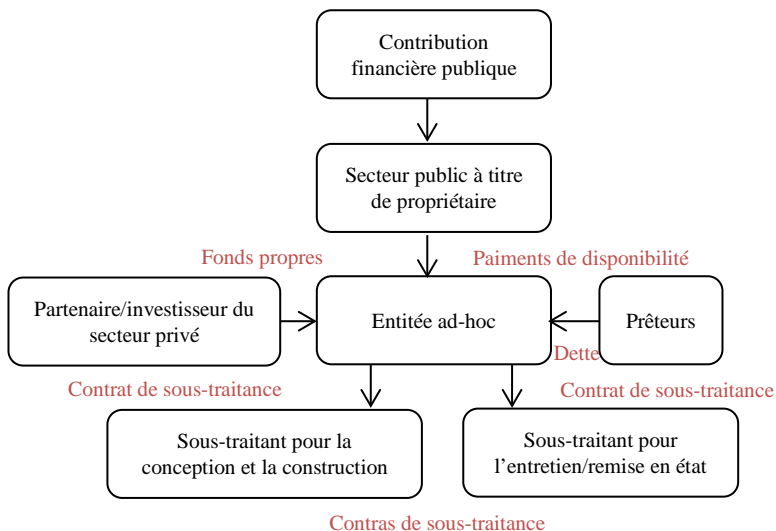 Contribution
financière publique
Secteur public à titre
de propriétaire
Fonds propres
Paiments de disponibilité
Partenaire/investisseur du
secteur privé
Entitée ad-hoc
Prêteurs
Dette
Contrat de sous-traitance
Contrat de sous-traitance
Sous-traitant pour la
conception et la construction
Sous-traitant pour
l’entretien/remise en état
Contras de sous-traitance